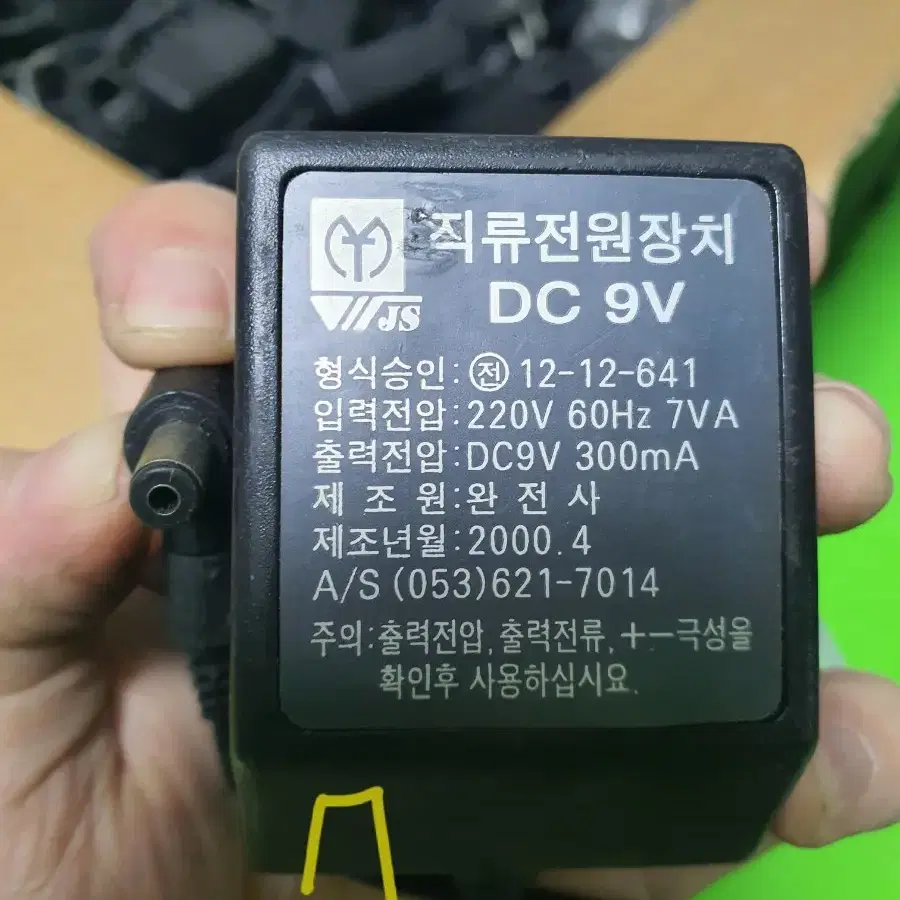 직류전원장치
DC 9V
JS
형식승인: 전 12-12-641
입력전압:220V 60Hz 7VA
출력전압:DC9V 300mA
제 조 원:완 전 사
제조년월:2000.4
A/S (053)621-7014
주의:출력전압, 출력전류, +-극성을
확인후 사용하십시요.